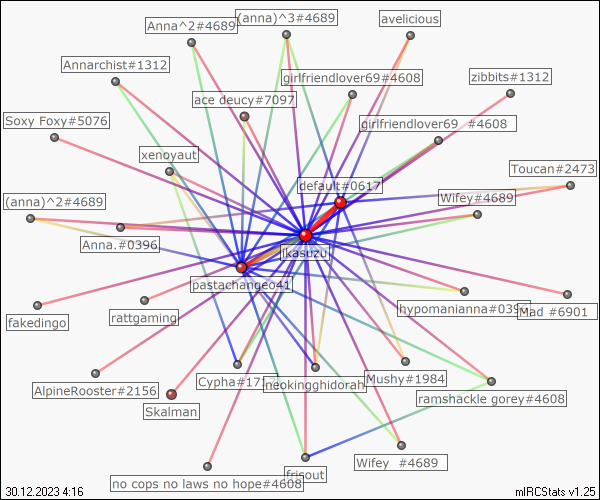 Anna^2#4689
(anna)^3#4689
avelicious
Annarchist#1312
girlfriendlover69#4608
zibbits#1312
ace deucy#7097
Soxy Foxy#5076
girlfriendlover69_ #4608
xenoyaut
Toucan#2473
default#0617
(anna)^2#4689
Wifey#4689
Anna.#0396
jkasuzu
pastachangeo41
hypomanianna#0396
Mad #6901
fakedingo
rattgaming
Mushy#1984
neokingghidorah
AlpineRooster#2156
ramshackle gorey#4608
Skalman
Wifey #4689
frisout
no cops no laws no hope#4608
30.12.2023 4:16
mIRCStats v1.25